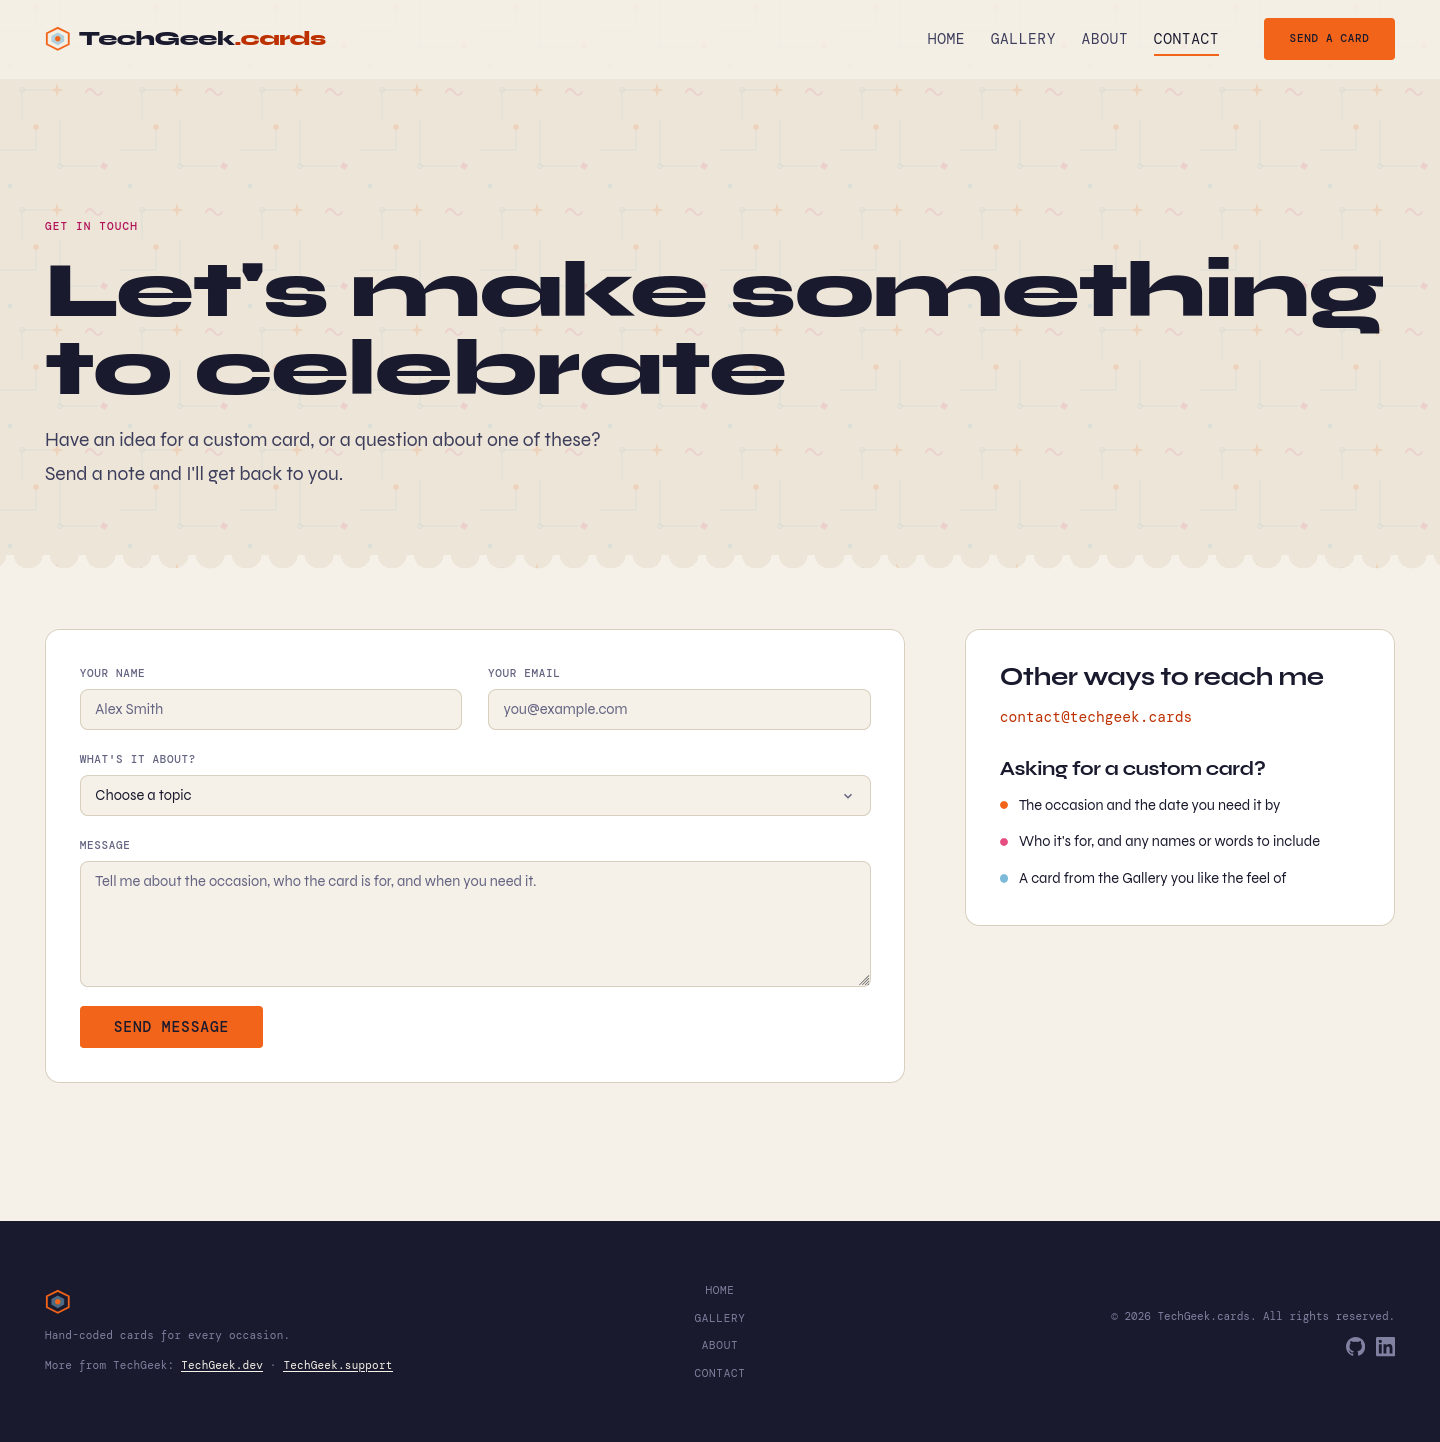 TechGeek.cards
HOME
GALLERY
ABOUT
CONTACT
SEND A CARD
GET IN TOUCH
Let's make something
to celebrate
Have an idea for a custom card, or a question about one of these?
Send a note and I'll get back to you.
YOUR NAME
YOUR EMAIL
Alex Smith
you@example.com
WHAT'S IT ABOUT?
Choose a topic
MESSAGE
Tell me about the occasion, who the card is for, and when you need it.
SEND MESSAGE
Other ways to reach me
contact@techgeek.cards
Asking for a custom card?
The occasion and the date you need it by
Who it's for, and any names or words to include
A card from the Gallery you like the feel of
Hand-coded cards for every occasion.
More from TechGeek: TechGeek.dev · TechGeek.support
HOME
GALLERY
ABOUT
CONTACT
© 2026 TechGeek.cards. All rights reserved.